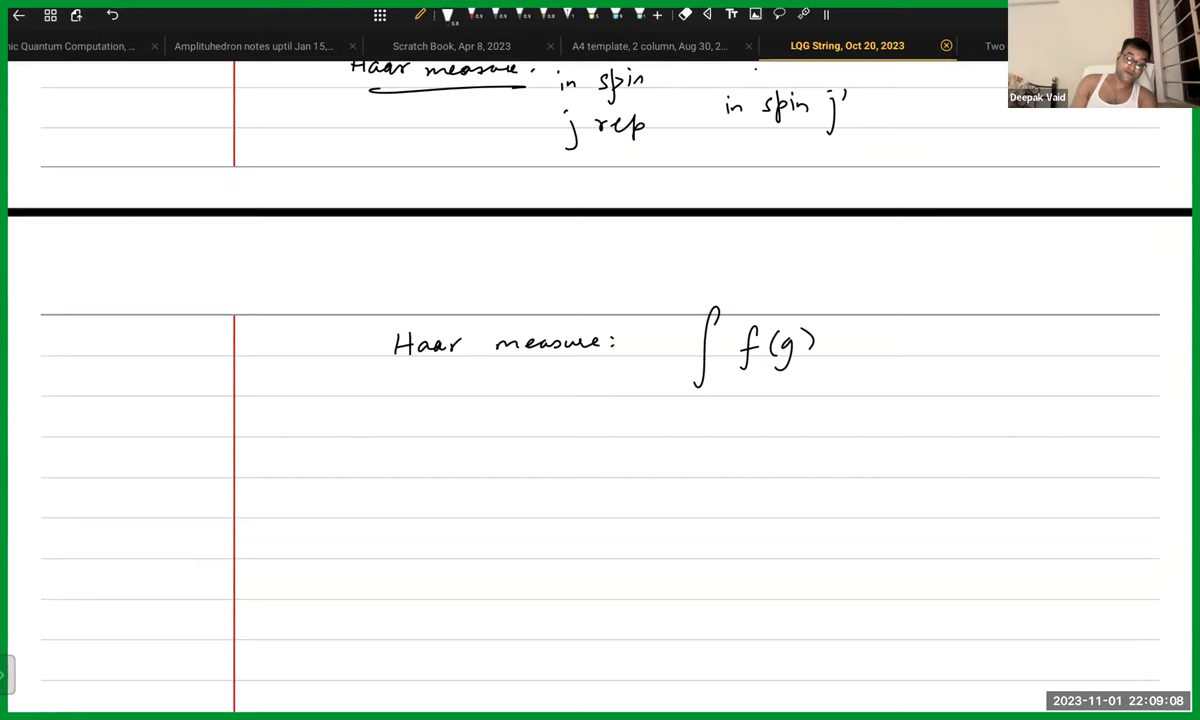 nic Quantum Computation, ...
Amplituhedron notes uptil Jan 15,...
Scratch Book, Apr 8, 2023
A4 template, 2 column, Aug 30, 2...
LQG String, Oct 20, 2023
Two
Deepak Vaid
Haar measure:
in spin
j rep
in spin j'
Haar measure: ∫ f(g)
2023-11-01 22:09:08